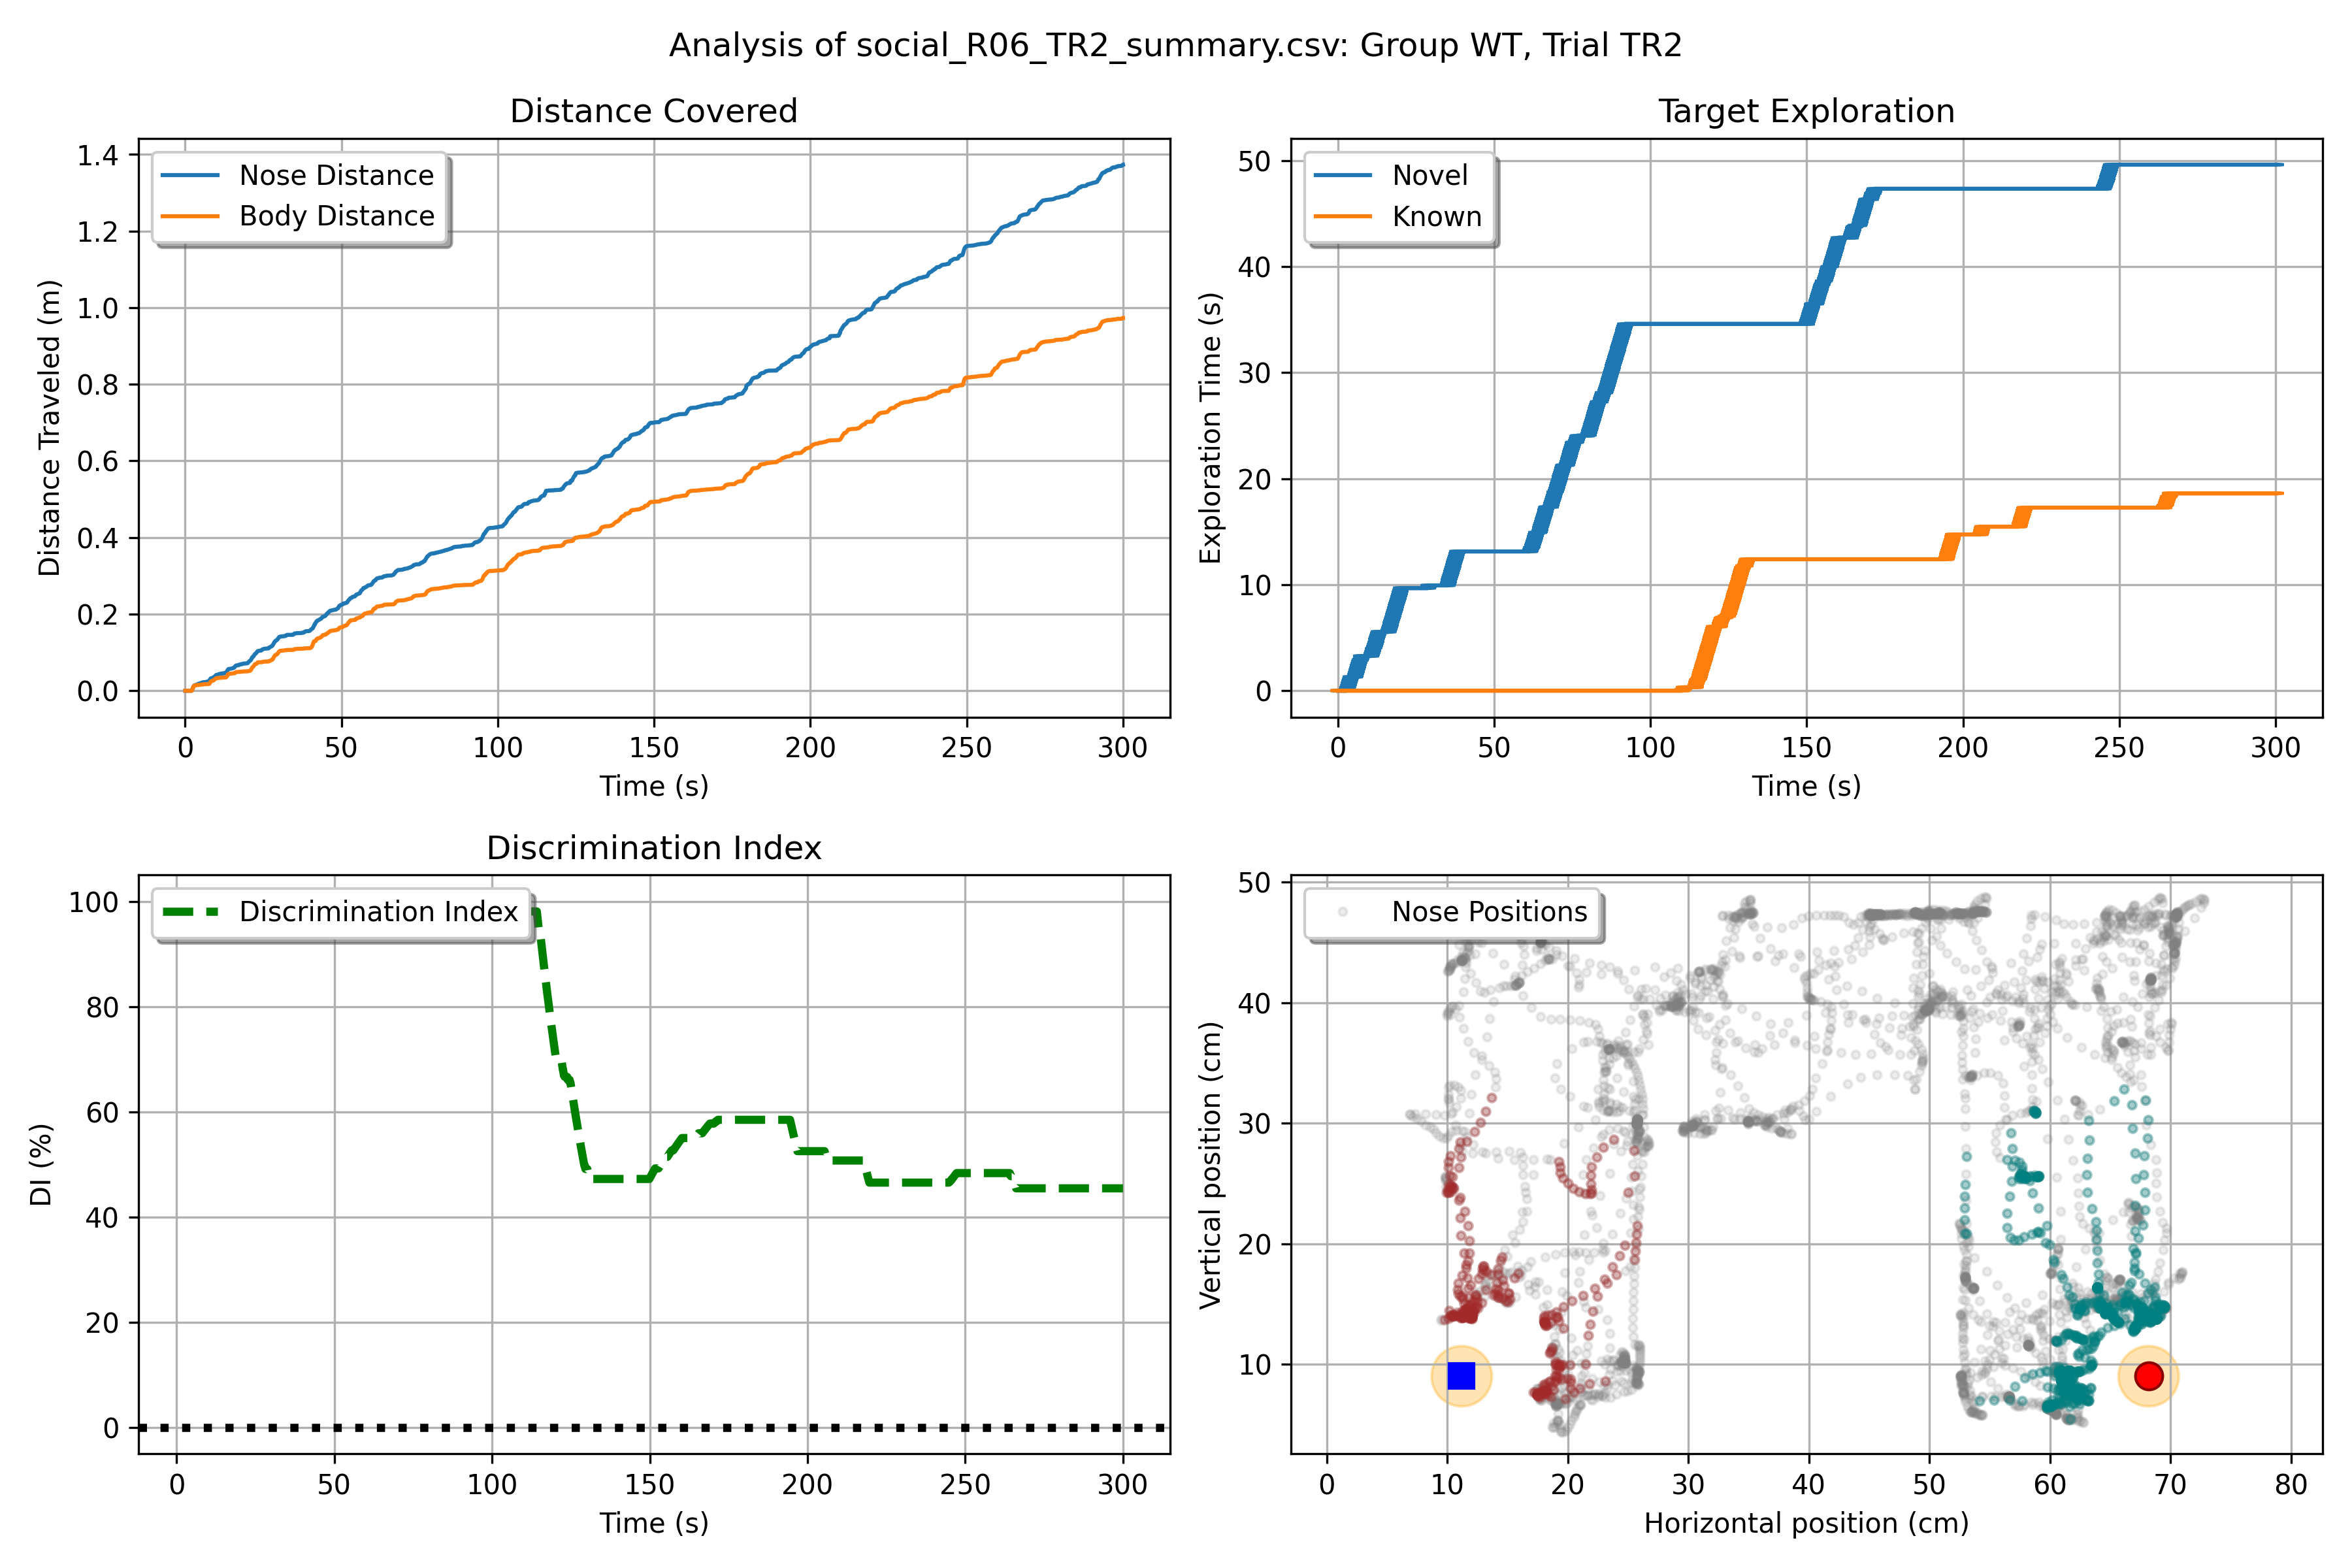 Analysis of social_R06_TR2_summary.csv: Group WT, Trial TR2
Distance Covered
Nose Distance
Body Distance
Distance Traveled (m)
1.4
1.2
1.0
0.8
0.6
0.4
0.2
0.0
0 50 100 150 200 250 300
Time (s)
Target Exploration
Novel
Known
Exploration Time (s)
50
40
30
20
10
0
0 50 100 150 200 250 300
Time (s)
Discrimination Index
Discrimination Index
DI (%)
100
80
60
40
20
0
0 50 100 150 200 250 300
Time (s)
Nose Positions
Vertical position (cm)
50
40
30
20
10
0 10 20 30 40 50 60 70 80
Horizontal position (cm)